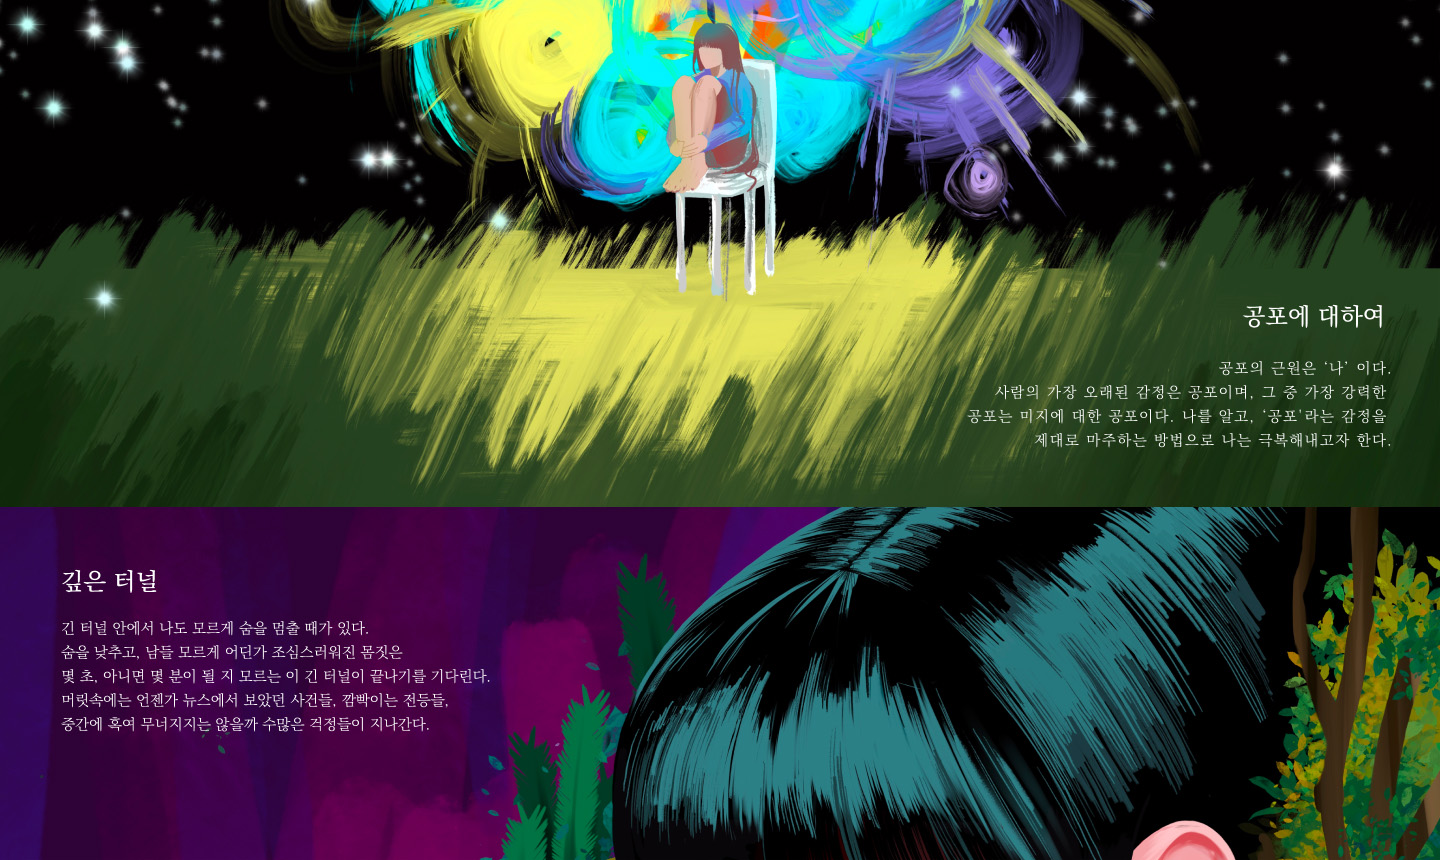 공포에 대하여
공포의 근원은 ‘나’ 이다.
사람의 가장 오래된 감정은 공포이며, 그 중 가장 강력한
공포는 미지에 대한 공포이다. 나를 알고, ‘공포'라는 감정을
제대로 마주하는 방법으로 나는 극복해내고자 한다.
깊은 터널
긴 터널 안에서 나도 모르게 숨을 멈출 때가 있다.
숨을 낮추고, 남들 모르게 어딘가 조심스러워진 몸짓은
몇 초, 아니면 몇 분이 될 지 모르는 이 긴 터널이 끝나기를 기다린다.
머릿속에는 언젠가 뉴스에서 보았던 사건들, 깜빡이는 전등들,
중간에 혹여 무너지지는 않을까 수많은 걱정들이 지나간다.